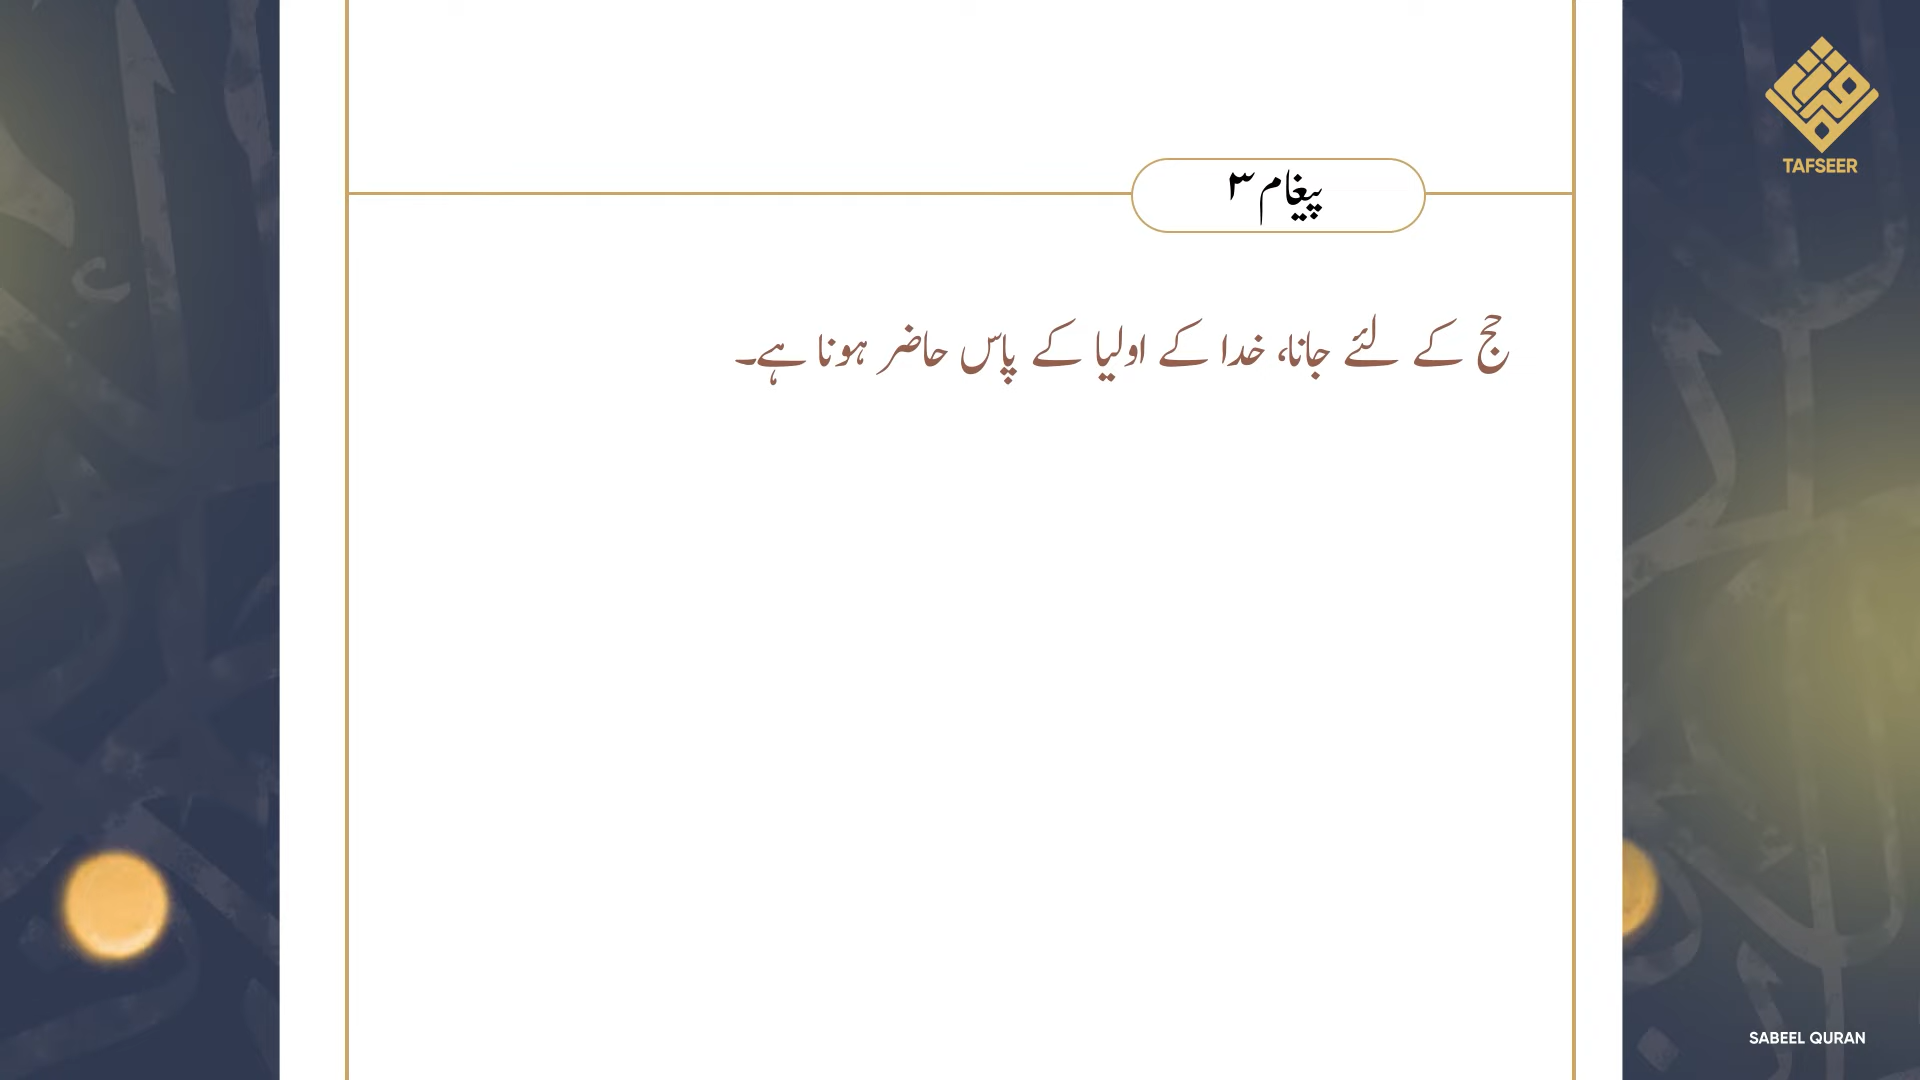 TAFSEER
پیغام ۳
حج کے لئے جانا، خدا کے اولیا کے پاس حاضر ہونا ہے۔
SABEEL QURAN